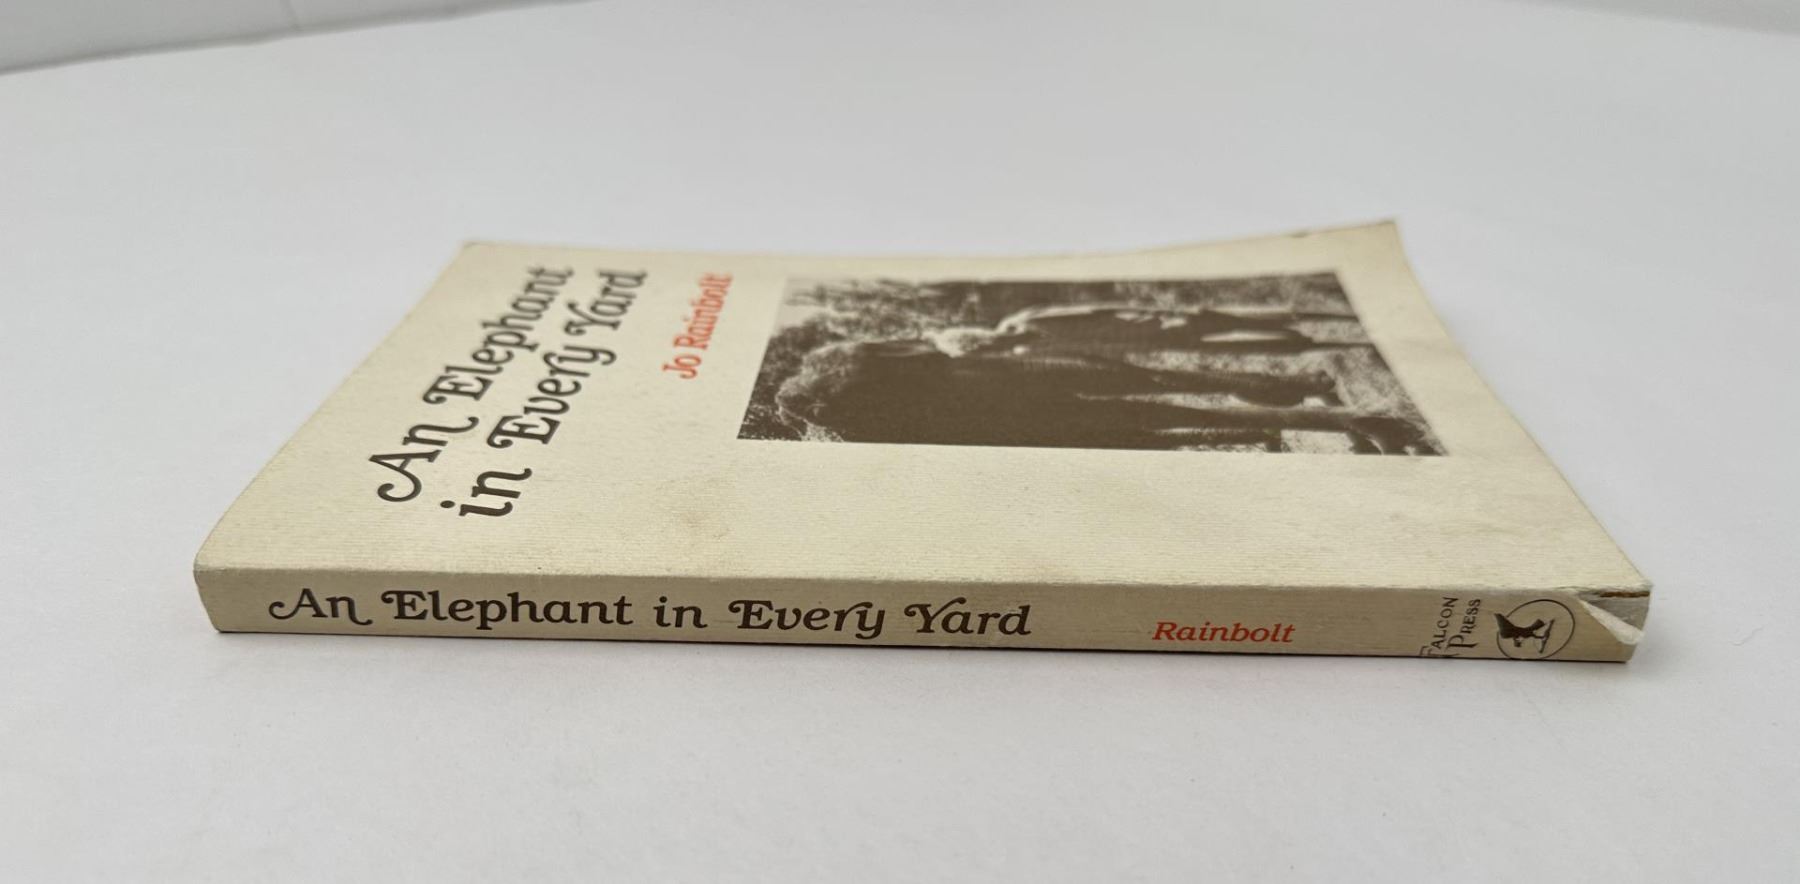 An Elephant
in Every Yard
Jo Rainbolt
An Elephant in Every Yard
Rainbolt
Falcon
Press